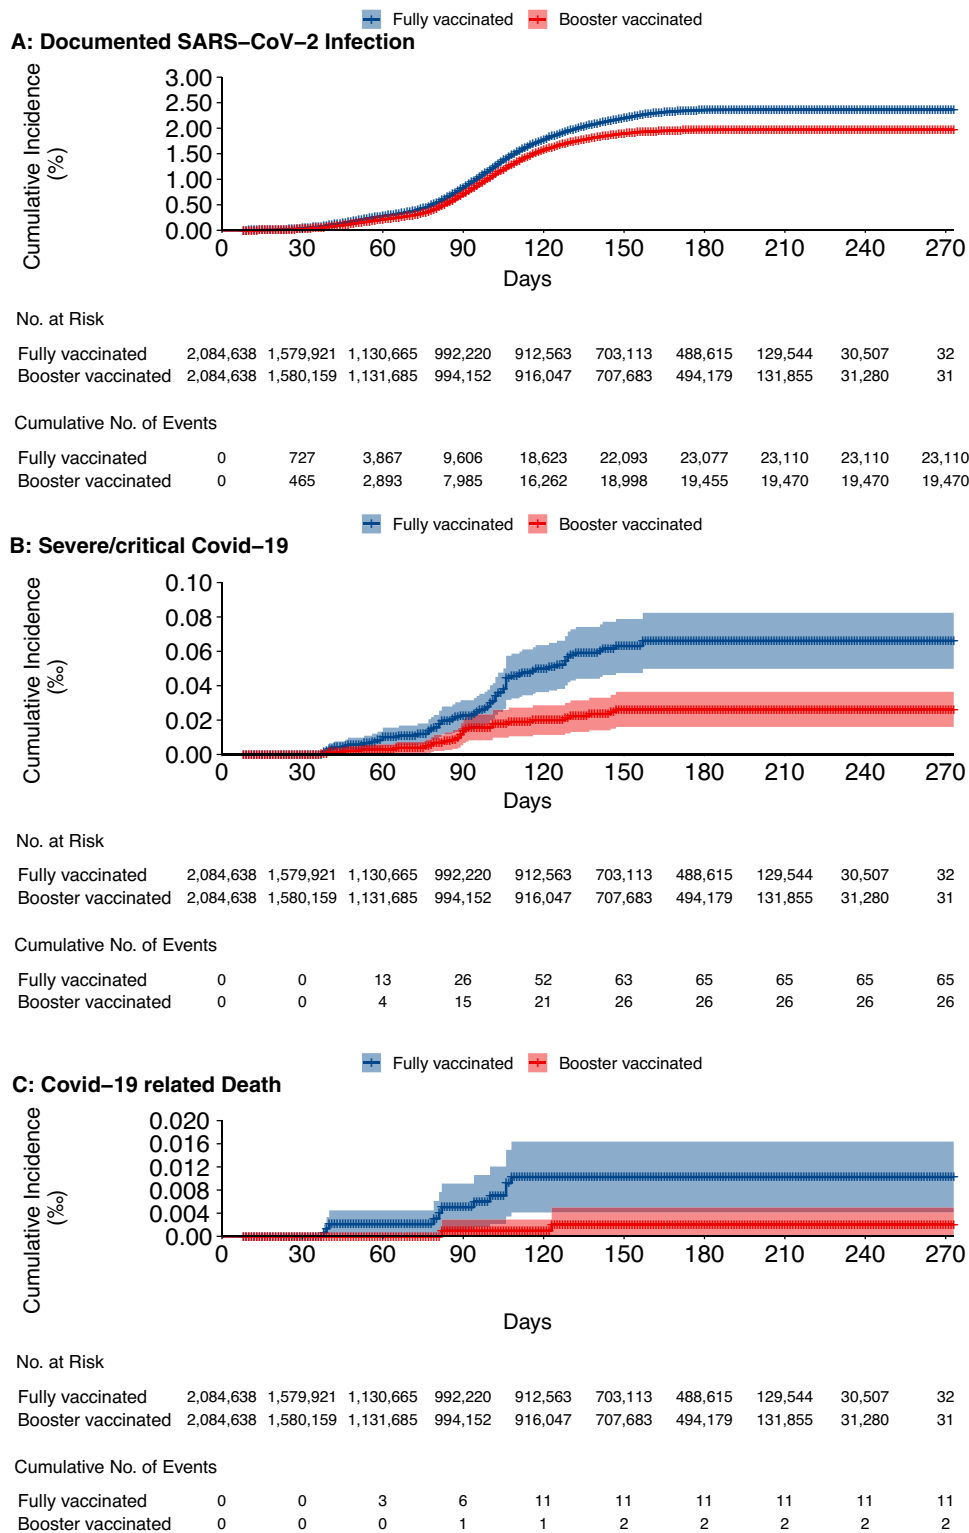 Fully vaccinated Booster vaccinated
A: Documented SARS−CoV−2 Infection
Cumulative Incidence
(%)
3.00
2.50
2.00
1.50
1.00
0.50
0.00
0 30 60 90 120 150 180 210 240 270
Days
No. at Risk
Fully vaccinated 2,084,638 1,579,921 1,130,665 992,220 912,563 703,113 488,615 129,544 30,507 32
Booster vaccinated 2,084,638 1,580,159 1,131,685 994,152 916,047 707,683 494,179 131,855 31,280 31
Cumulative No. of Events
Fully vaccinated 0 727 3,867 9,606 18,623 22,093 23,077 23,110 23,110 23,110
Booster vaccinated 0 465 2,893 7,985 16,262 18,998 19,455 19,470 19,470 19,470
Fully vaccinated Booster vaccinated
B: Severe/critical Covid−19
Cumulative Incidence
(‰)
0.10
0.08
0.06
0.04
0.02
0.00
0 30 60 90 120 150 180 210 240 270
Days
No. at Risk
Fully vaccinated 2,084,638 1,579,921 1,130,665 992,220 912,563 703,113 488,615 129,544 30,507 32
Booster vaccinated 2,084,638 1,580,159 1,131,685 994,152 916,047 707,683 494,179 131,855 31,280 31
Cumulative No. of Events
Fully vaccinated 0 0 13 26 52 63 65 65 65 65
Booster vaccinated 0 0 4 15 21 26 26 26 26 26
Fully vaccinated Booster vaccinated
C: Covid−19 related Death
Cumulative Incidence
(‰)
0.020
0.016
0.012
0.008
0.004
0.00
0 30 60 90 120 150 180 210 240 270
Days
No. at Risk
Fully vaccinated 2,084,638 1,579,921 1,130,665 992,220 912,563 703,113 488,615 129,544 30,507 32
Booster vaccinated 2,084,638 1,580,159 1,131,685 994,152 916,047 707,683 494,179 131,855 31,280 31
Cumulative No. of Events
Fully vaccinated 0 0 3 6 11 11 11 11 11 11
Booster vaccinated 0 0 0 1 1 2 2 2 2 2